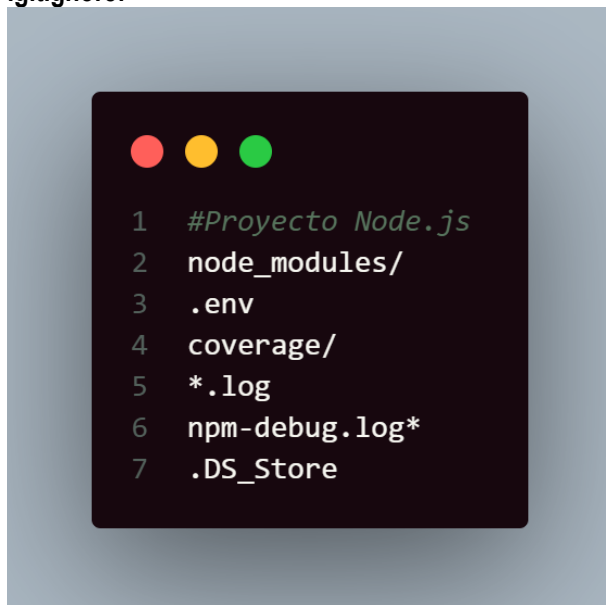 1 #Proyecto Node.js
2 node_modules/
3 .env
4 coverage/
5 *.log
6 npm-debug.log*
7 .DS_Store